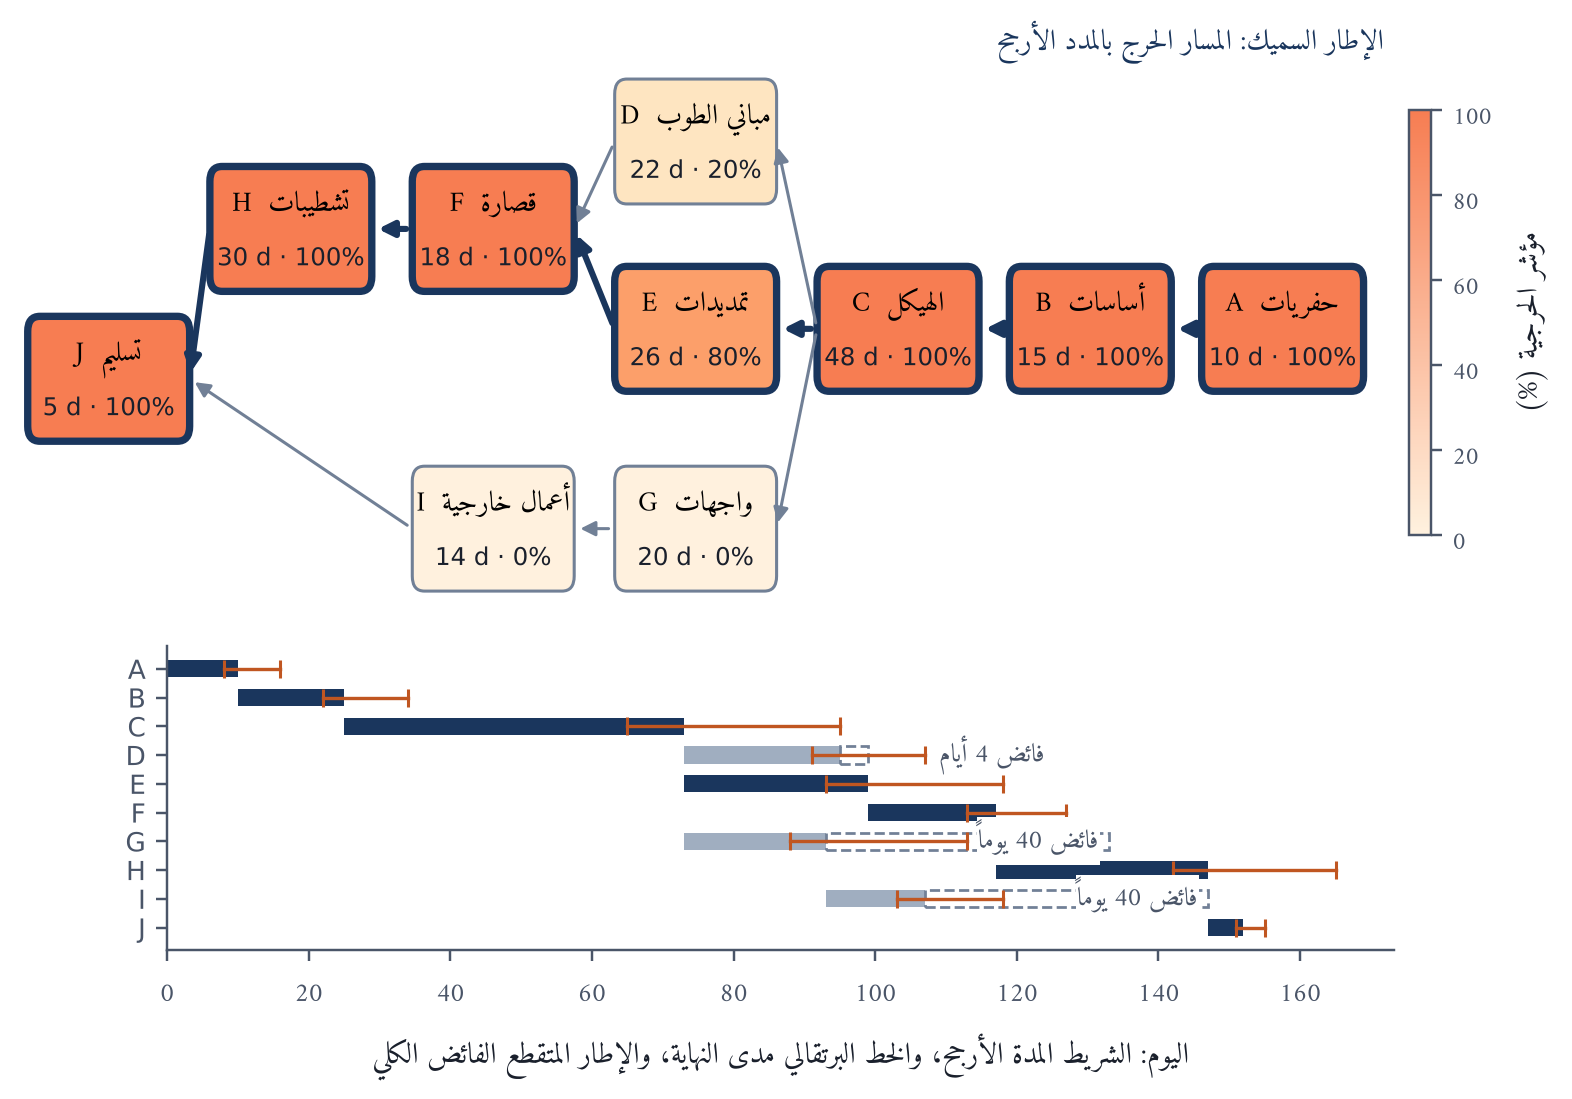 الإطار السميك: المسار الحرج بالمدد الأرجح
D مباني الطوب
22 d · 20%
H تشطيبات
30 d · 100%
F قصارة
18 d · 100%
J تسليم
5 d · 100%
E تمديدات
26 d · 80%
C الهيكل
48 d · 100%
B أساسات
15 d · 100%
A حفريات
10 d · 100%
I أعمال خارجية
14 d · 0%
G واجهات
20 d · 0%
100
80
60
40
20
0
مؤشر الحرجية (%)
A
B
C
D
E
F
G
H
I
J
فائض 4 أيام
فائض 40 يوماً
فائض 40 يوماً
0
20
40
60
80
100
120
140
160
اليوم: الشريط المدة الأرجح، والخط البرتقالي مدى النهاية، والإطار المتقطع الفائض الكلي